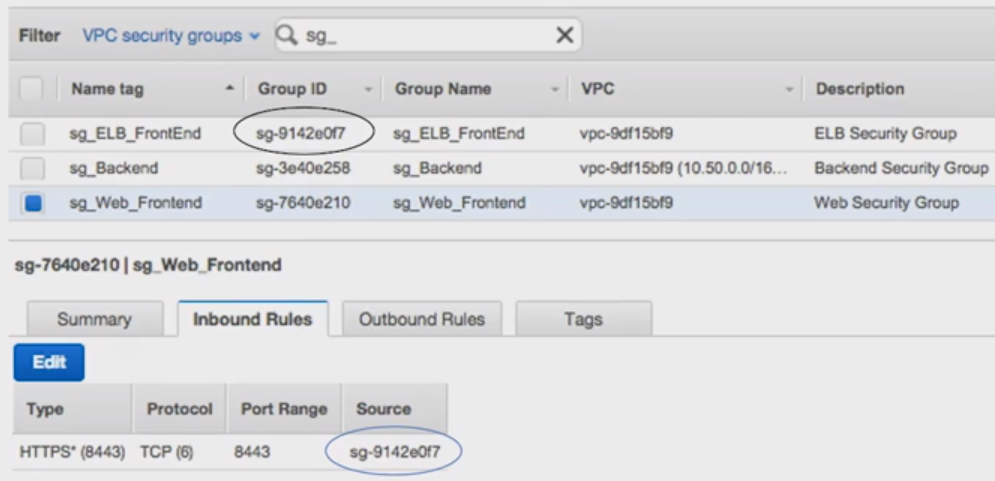 Filter VPC security groups sg_
Name tag Group ID Group Name VPC Description
sg_ELB_FrontEnd sg-9142e0f7 sg_ELB_FrontEnd vpc-9df15bf9 ELB Security Group
sg_Backend sg-3e40e258 sg_Backend vpc-9df15bf9 (10.50.0.0/16... Backend Security Group
sg_Web_Frontend sg-7640e210 sg_Web_Frontend vpc-9df15bf9 Web Security Group
sg-7640e210 | sg_Web_Frontend
Summary Inbound Rules Outbound Rules Tags
Edit
Type Protocol Port Range Source
HTTPS* (8443) TCP (6) 8443 sg-9142e0f7